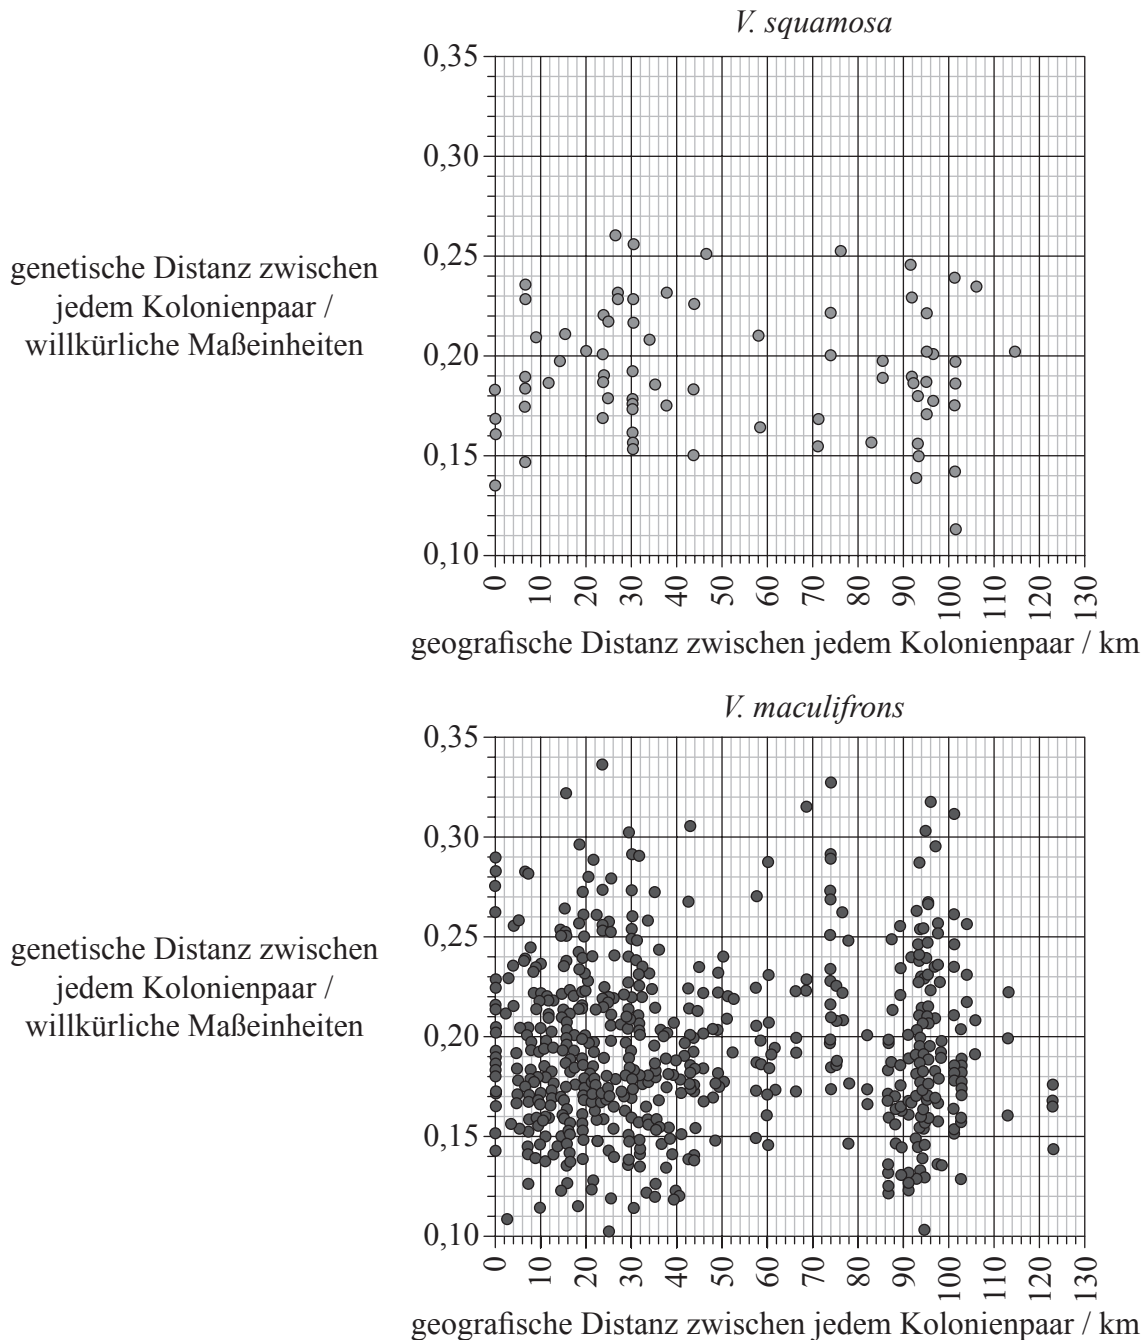 V. squamosa
0,35
0,30
0,25
0,20
0,15
0,10
genetische Distanz zwischen
jedem Kolonienpaar /
willkürliche Maßeinheiten
0 10 20 30 40 50 60 70 80 90 100 110 120 130
geografische Distanz zwischen jedem Kolonienpaar / km
V. maculifrons
0,35
0,30
0,25
0,20
0,15
0,10
genetische Distanz zwischen
jedem Kolonienpaar /
willkürliche Maßeinheiten
0 10 20 30 40 50 60 70 80 90 100 110 120 130
geografische Distanz zwischen jedem Kolonienpaar / km